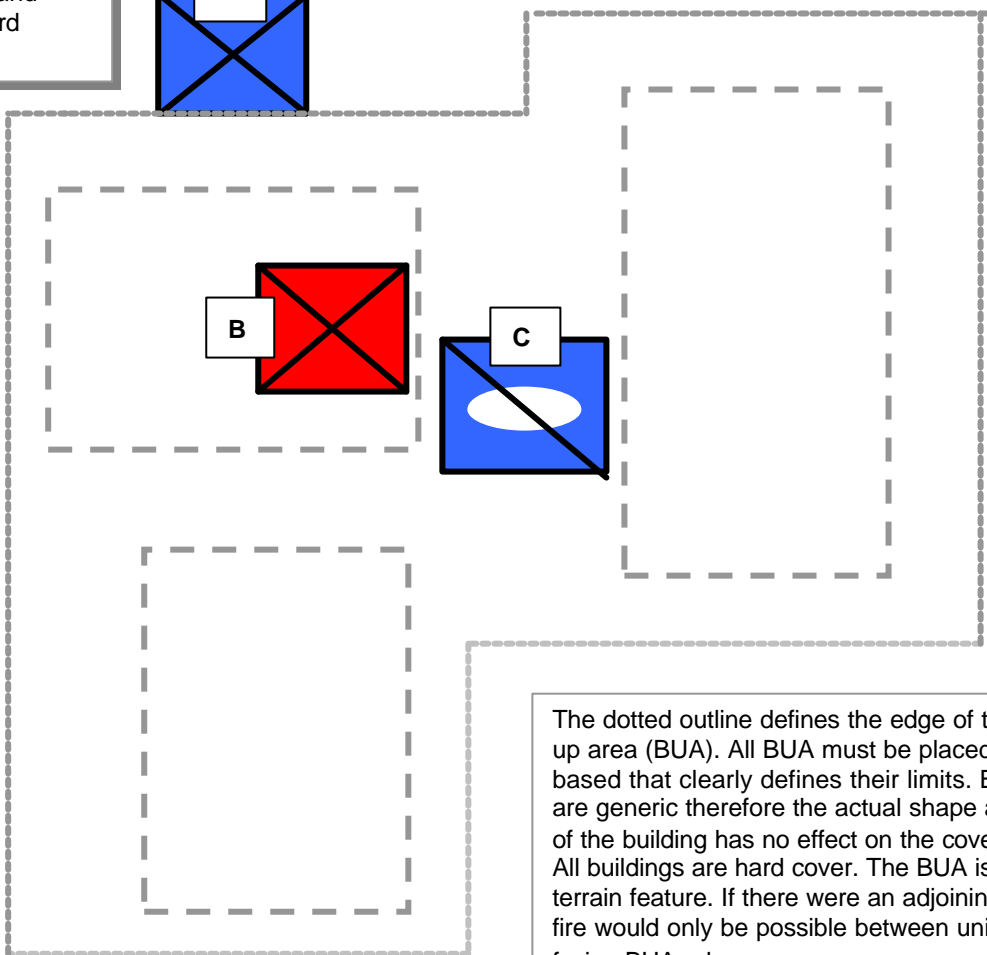 rd
B
C
The dotted outline defines the edge of t
up area (BUA). All BUA must be placed
based that clearly defines their limits. B
are generic therefore the actual shape a
of the building has no effect on the cove
All buildings are hard cover. The BUA is
terrain feature. If there were an adjoinin
fire would only be possible between uni